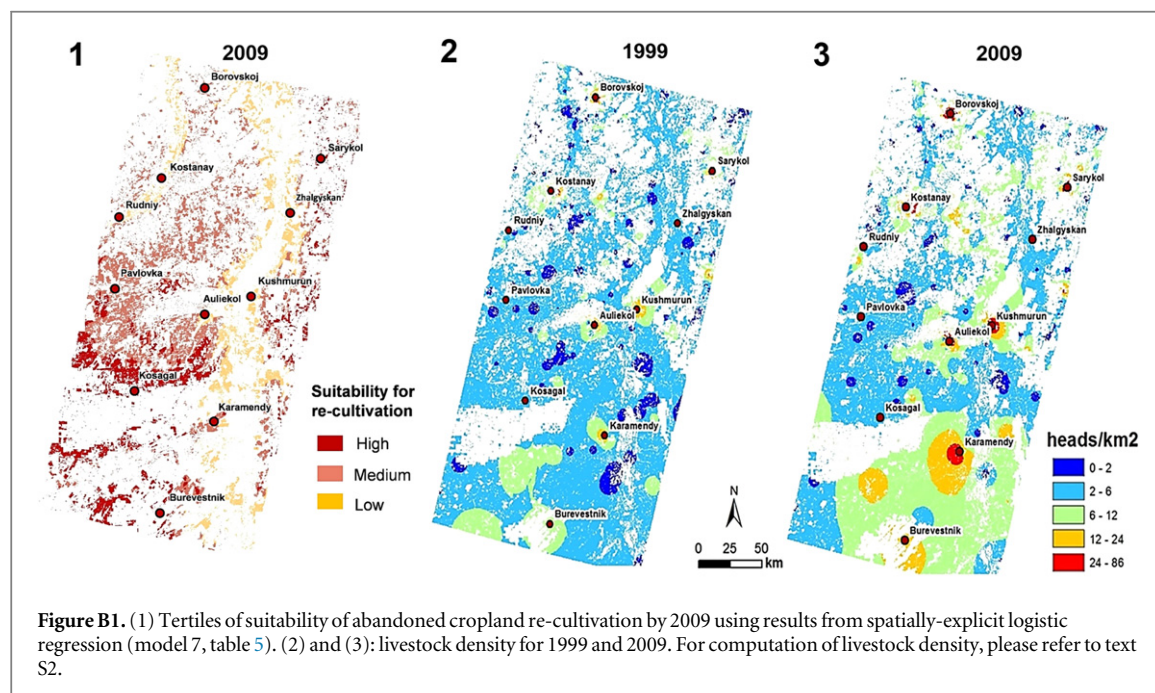 1
2009
Borovskoj
Sarykol
Kostanay
Zhalgyskan
Rudniy
Pavlovka
Kushmurun
Auliekol
Kosagal
Karamendy
Burevestnik
Suitability for
re-cultivation
High
Medium
Low
2
1999
Borovskoj
Sarykol
Kostanay
Zhalgyskan
Rudniy
Pavlovka
Kushmurun
Auliekol
Kosagal
Karamendy
Burevestnik
N
0 25 50
km
3
2009
Borovskoj
Sarykol
Kostanay
Zhalgyskan
Rudniy
Pavlovka
Kushmurun
Auliekol
Kosagal
Karamendy
Burevestnik
heads/km2
0 - 2
2 - 6
6 - 12
12 - 24
24 - 86
Figure B1. (1) Tertiles of suitability of abandoned cropland re-cultivation by 2009 using results from spatially-explicit logistic
regression (model 7, table 5). (2) and (3): livestock density for 1999 and 2009. For computation of livestock density, please refer to text
S2.